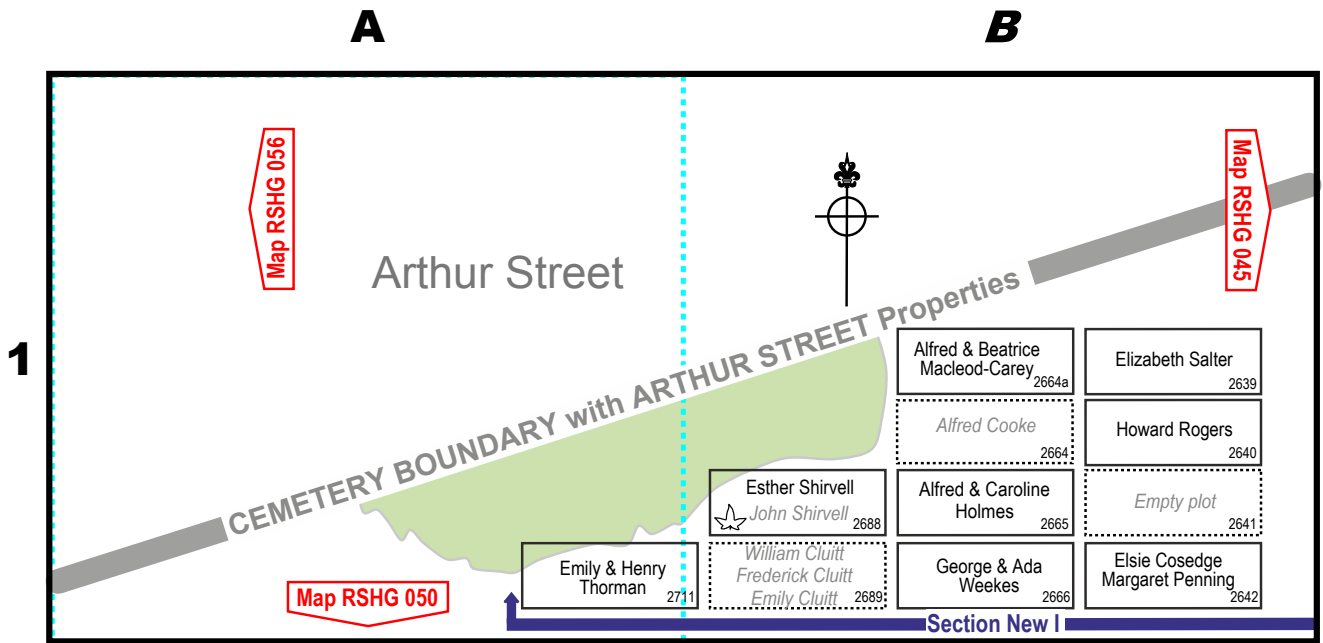 A
B
1
Map RSHG 056
Map RSHG 045
Arthur Street
CEMETERY BOUNDARY with ARTHUR STREET Properties
Alfred & Beatrice
Macleod-Carey
2664a
Elizabeth Salter
2639
Alfred Cooke
2664
Howard Rogers
2640
Esther Shirvell
John Shirvell
2688
Alfred & Caroline
Holmes
2665
Empty plot
2641
Emily & Henry
Thorman
2711
William Cluitt
Frederick Cluitt
Emily Cluitt
2689
George & Ada
Weekes
2666
Elsie Cosedge
Margaret Penning
2642
Map RSHG 050
Section New I